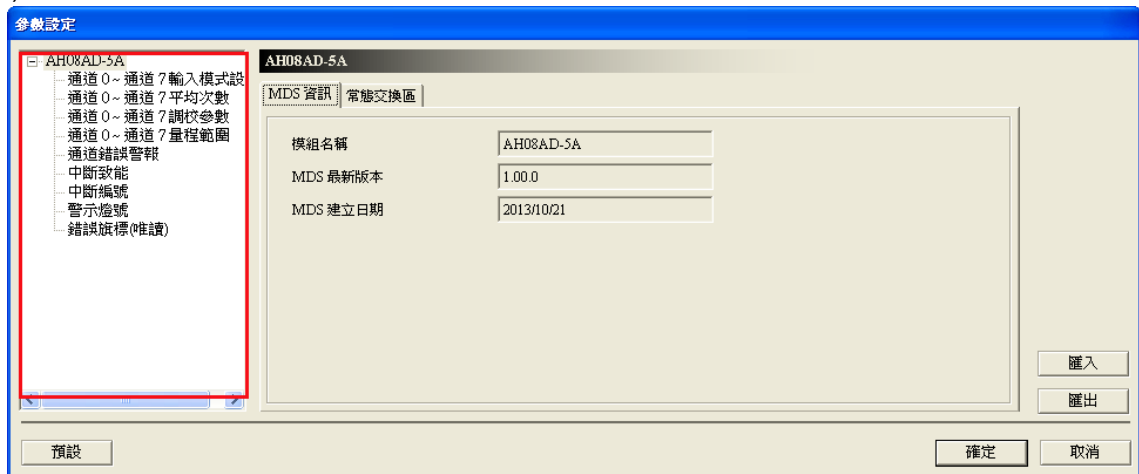 參數設定
AH08AD-5A
通道 0 ~ 通道 7 輸入模式設
通道 0 ~ 通道 7 平均次數
通道 0 ~ 通道 7 調校參數
通道 0 ~ 通道 7 量程範圍
通道錯誤警報
中斷致能
中斷編號
警示燈號
錯誤旗標(唯讀)
AH08AD-5A
MDS 資訊 常態交換區
模組名稱 AH08AD-5A
MDS 最新版本 1.00.0
MDS 建立日期 2013/10/21
匯入
匯出
預設 確定 取消